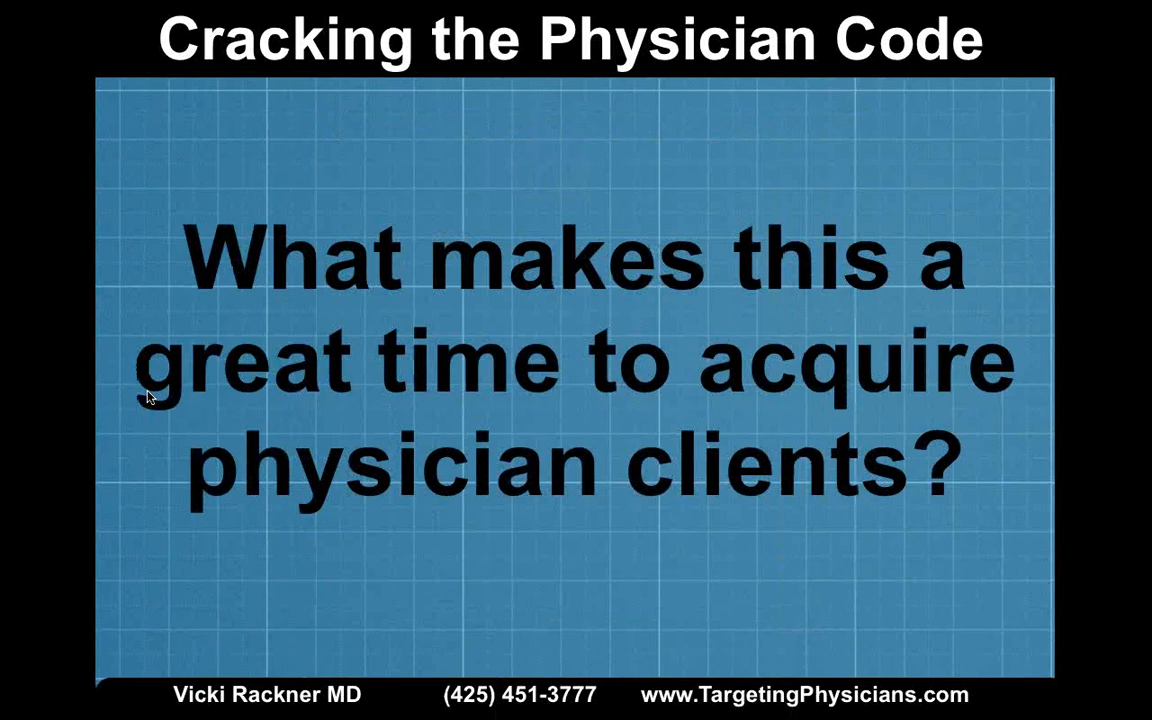 Cracking the Physician Code
What makes this a
great time to acquire
physician clients?
Vicki Rackner MD (425) 451-3777 www.TargetingPhysicians.com